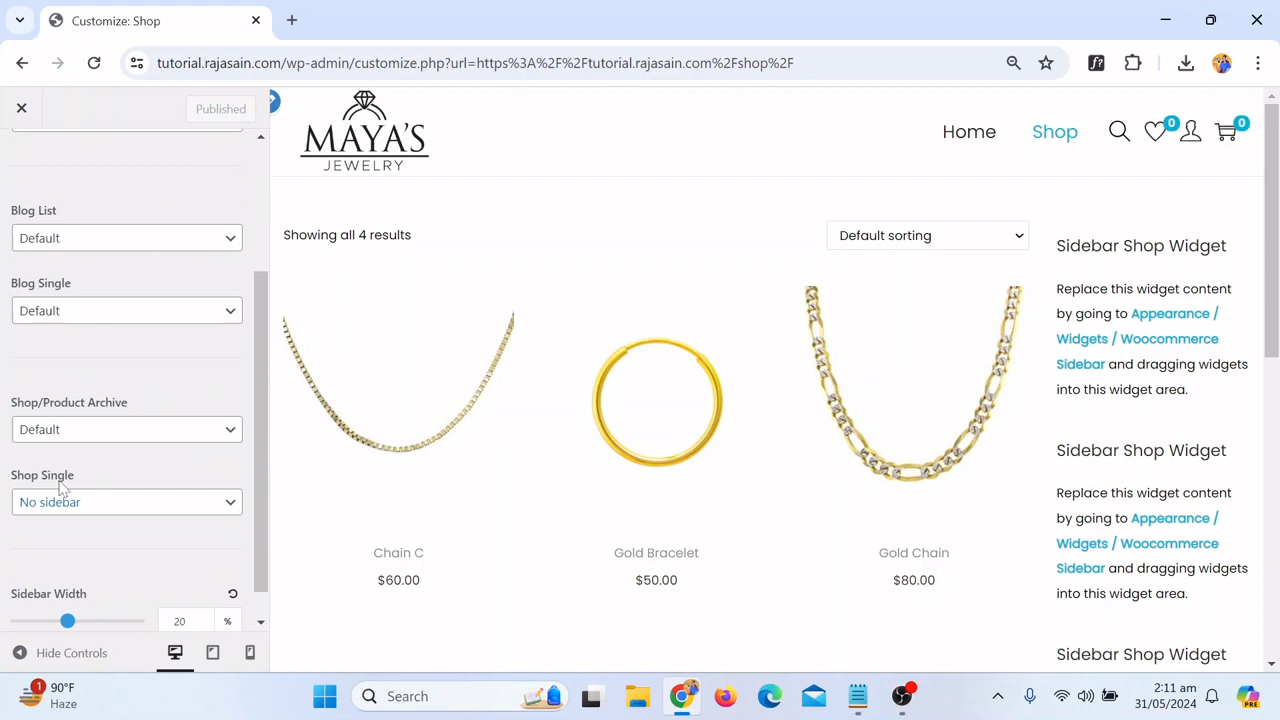 Customize: Shop
tutorial.rajasain.com/wp-admin/customize.php?url=https%3A%2F%2Ftutorial.rajasain.com%2Fshop%2F
Published
Blog List
Default
Blog Single
Default
Shop/Product Archive
Default
Shop Single
No sidebar
Sidebar Width
20 %
Hide Controls
MAYA'S
JEWELRY
Home Shop 0 0
Showing all 4 results
Default sorting
Chain C
$60.00
Gold Bracelet
$50.00
Gold Chain
$80.00
Sidebar Shop Widget
Replace this widget content
by going to Appearance /
Widgets / Woocommerce
Sidebar and dragging widgets
into this widget area.
Sidebar Shop Widget
Replace this widget content
by going to Appearance /
Widgets / Woocommerce
Sidebar and dragging widgets
into this widget area.
Sidebar Shop Widget
1
90°F
Haze
Search
2:11 am
31/05/2024
PRE